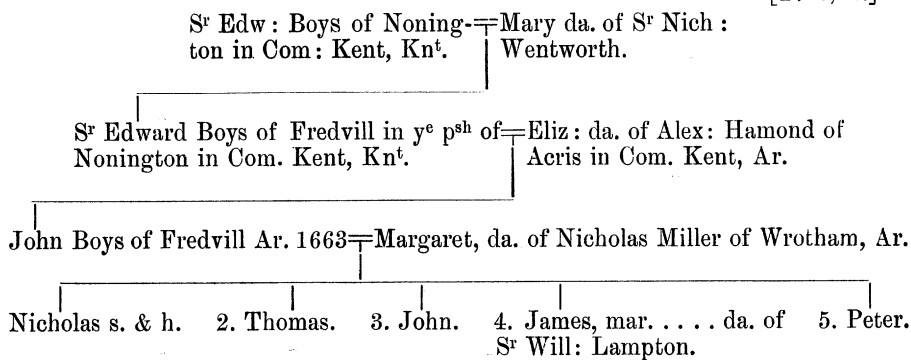 Sʳ Edw : Boys of Noning-=Mary da. of Sʳ Nich :
ton in Com : Kent, Knᵗ. Wentworth.
Sʳ Edward Boys of Fredvill in yᵉ pˢʰ of=Eliz : da. of Alex : Hamond of
Nonington in Com. Kent, Knᵗ. Acris in Com. Kent, Ar.
John Boys of Fredvill Ar. 1663=Margaret, da. of Nicholas Miller of Wrotham, Ar.
Nicholas s. & h. 2. Thomas. 3. John. 4. James, mar. . . . . da. of 5. Peter.
Sʳ Will : Lampton.